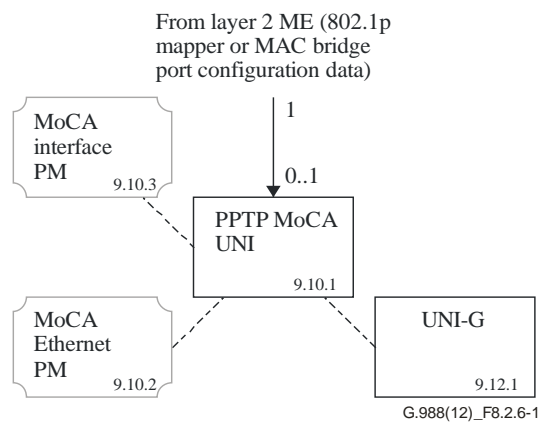 From layer 2 ME (802.1p
mapper or MAC bridge
port configuration data)
1
0..1
MoCA
interface
PM
9.10.3
PPTP MoCA
UNI
9.10.1
MoCA
Ethernet
PM
9.10.2
UNI-G
9.12.1
G.988(12)_F8.2.6-1